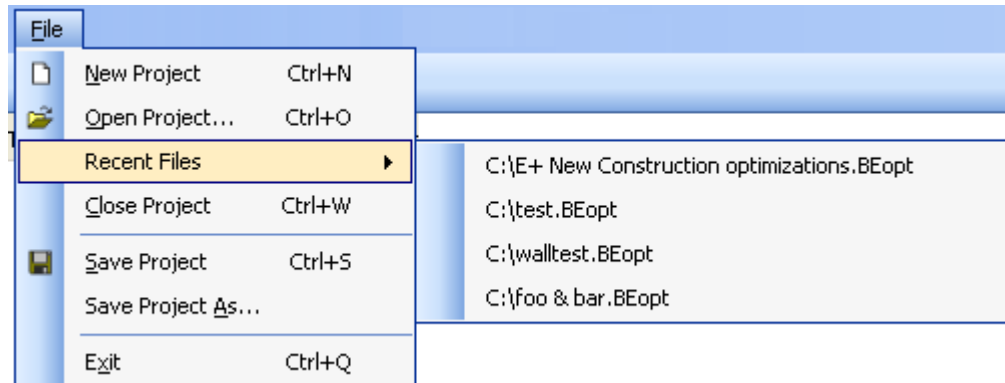 File
New Project Ctrl+N
Open Project... Ctrl+O
Recent Files
Close Project Ctrl+W
Save Project Ctrl+S
Save Project As...
Exit Ctrl+Q
C:\E+ New Construction optimizations.BEopt
C:\test.BEopt
C:\walltest.BEopt
C:\foo & bar.BEopt